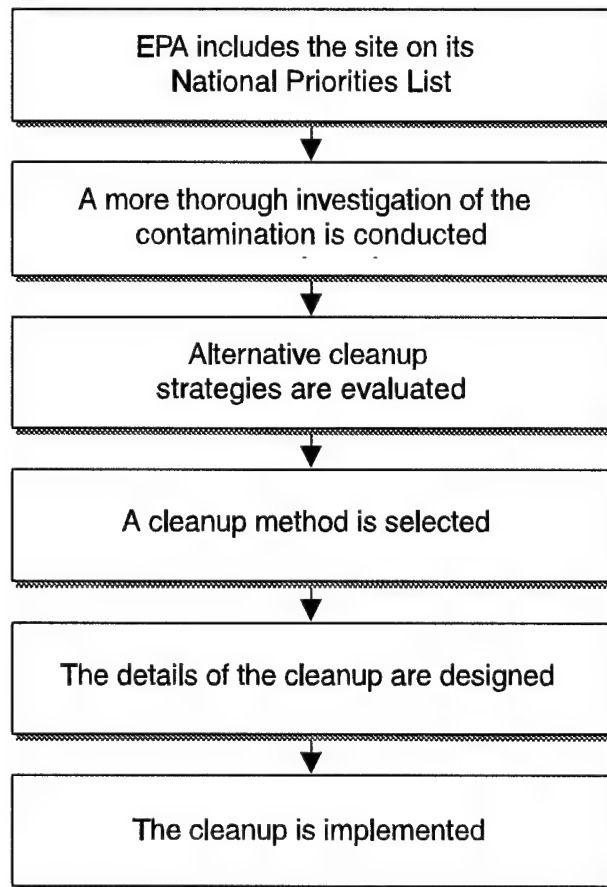 EPA includes the site on its
National Priorities List
A more thorough investigation of the
contamination is conducted
Alternative cleanup
strategies are evaluated
A cleanup method is selected
The details of the cleanup are designed
The cleanup is implemented